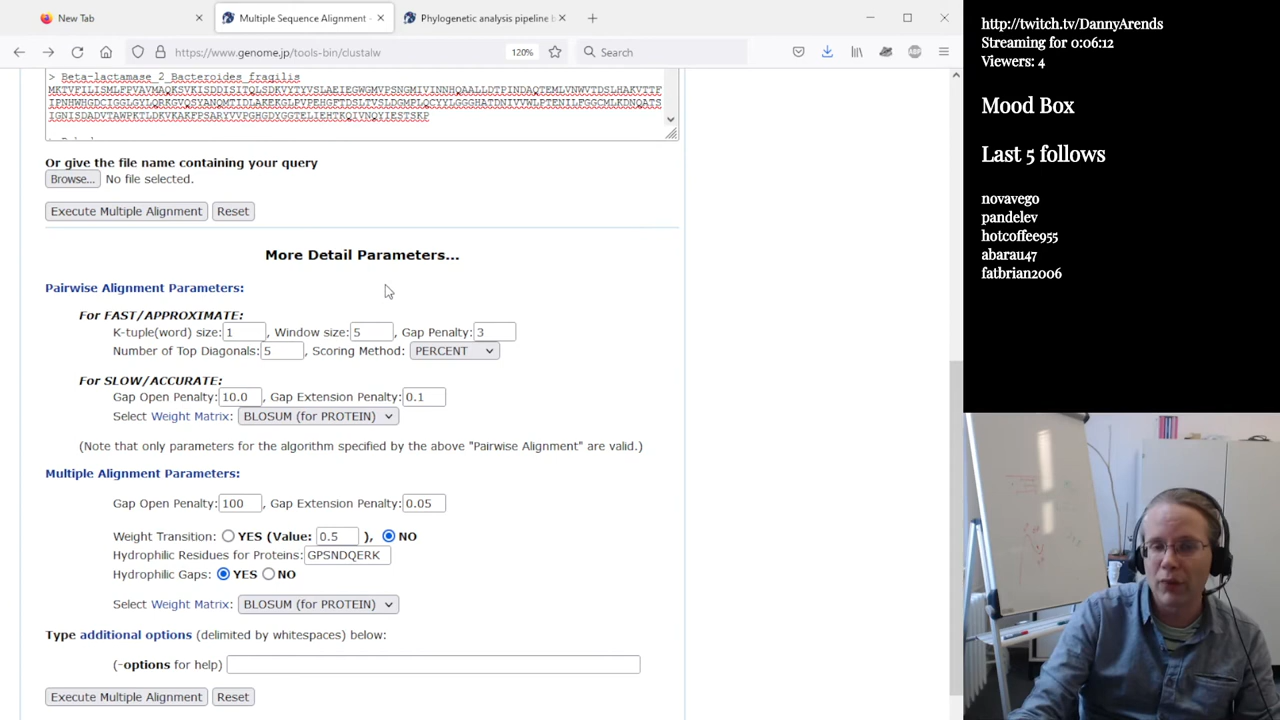 New Tab
Multiple Sequence Alignment -
Phylogenetic analysis pipeline b
https://www.genome.jp/tools-bin/clustalw
120%
Search
> Beta-lactamase_2_Bacteroides_fragilis
MKTVFILISMLFPVAVMAQKSVKISDDISITQLSDKVYTYVSLAEIEGWGMVPSNGMIVINNHQAALLDTPINDAQTEMLVNWVTDSLHAKVTTF
IPNHWHGDCIGGLGYLQRKGVQSYANQMTIDLAKEKGLPVPEHGFTDSLTVSLDGMPLQCYYLGGGHATDNIVVWLPTENILFGGCMLKDNQATS
IGNISDADVTAWPKTLDKVKAKFPSARYVVPGHGDYGGTELIEHTKQIVNQYIESTSKP
Or give the file name containing your query
Browse... No file selected.
Execute Multiple Alignment Reset
More Detail Parameters...
Pairwise Alignment Parameters:
For FAST/APPROXIMATE:
K-tuple(word) size: 1 , Window size: 5 , Gap Penalty: 3
Number of Top Diagonals: 5 , Scoring Method: PERCENT
For SLOW/ACCURATE:
Gap Open Penalty: 10.0 , Gap Extension Penalty: 0.1
Select Weight Matrix: BLOSUM (for PROTEIN)
(Note that only parameters for the algorithm specified by the above "Pairwise Alignment" are valid.)
Multiple Alignment Parameters:
Gap Open Penalty: 100 , Gap Extension Penalty: 0.05
Weight Transition: YES (Value: 0.5 ), NO
Hydrophilic Residues for Proteins: GPSNDQERK
Hydrophilic Gaps: YES NO
Select Weight Matrix: BLOSUM (for PROTEIN)
Type additional options (delimited by whitespaces) below:
(-options for help)
Execute Multiple Alignment Reset
http://twitch.tv/DannyArends
Streaming for 0:06:12
Viewers: 4
Mood Box
Last 5 follows
novavego
pandelev
hotcoffee955
abarau47
fatbrian2006